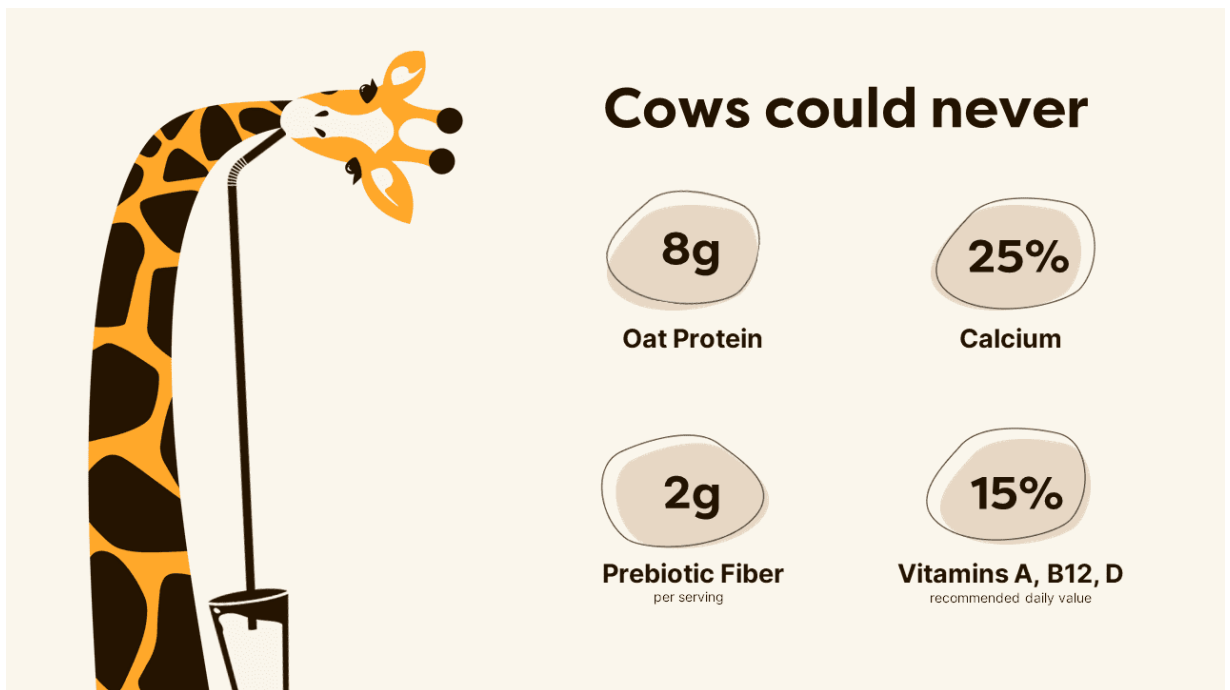 Cows could never
8g
Oat Protein
25%
Calcium
2g
Prebiotic Fiber
per serving
15%
Vitamins A, B12, D
recommended daily value